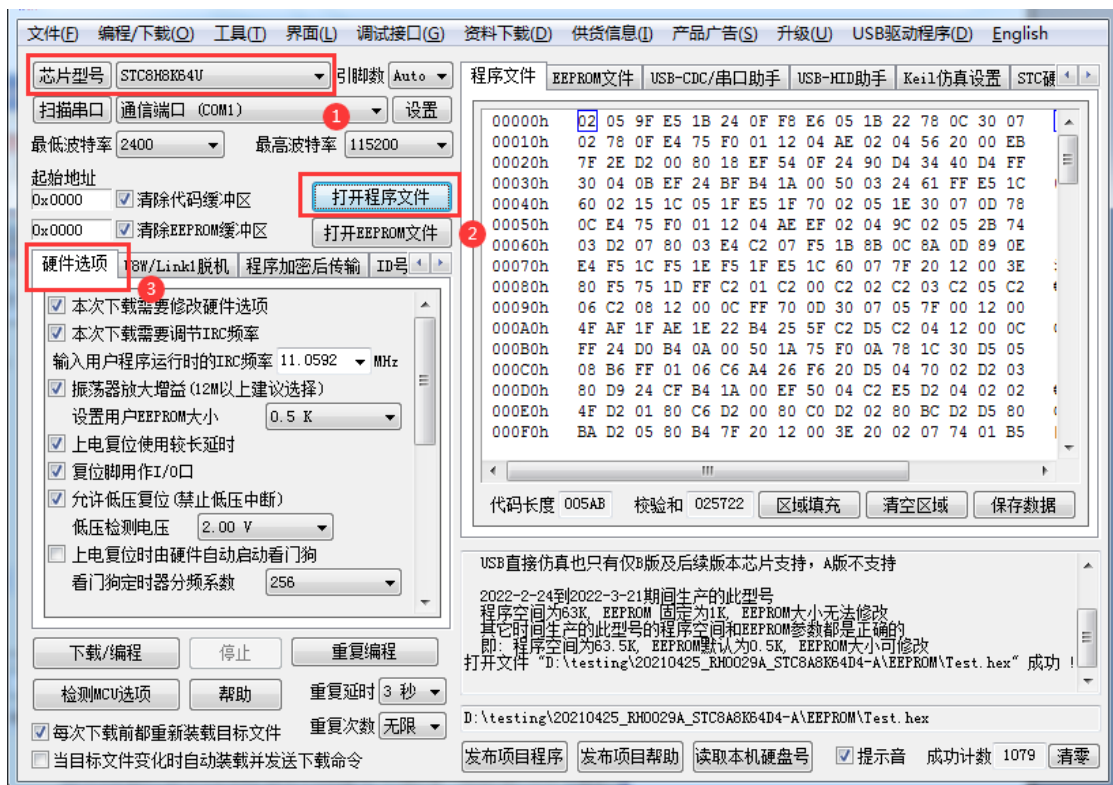 文件(F) 编程/下载(O) 工具(T) 界面(L) 调试接口(G) 资料下载(D) 供货信息(I) 产品广告(S) 升级(U) USB驱动程序(D) English
芯片型号 STC8H8K64U 引脚数 Auto
扫描串口 通信端口 (COM1) 设置
1
最低波特率 2400 最高波特率 115200
起始地址
0x0000 清除代码缓冲区 打开程序文件
0x0000 清除EEPROM缓冲区 打开EEPROM文件
2
硬件选项 U8W/Link1脱机 程序加密后传输 ID号
3
本次下载需要修改硬件选项
本次下载需要调节IRC频率
输入用户程序运行时的IRC频率 11.0592 MHz
振荡器放大增益(12M以上建议选择)
设置用户EEPROM大小 0.5 K
上电复位使用较长延时
复位脚用作I/O口
允许低压复位(禁止低压中断)
低压检测电压 2.00 V
上电复位时由硬件自动启动看门狗
看门狗定时器分频系数 256
下载/编程 停止 重复编程
检测MCU选项 帮助 重复延时 3 秒
每次下载前都重新装载目标文件 重复次数 无限
当目标文件变化时自动装载并发送下载命令
程序文件 EEPROM文件 USB-CDC/串口助手 USB-HID助手 Keil仿真设置 STC硬
00000h 02 05 9F E5 1B 24 0F F8 E6 05 1B 22 78 0C 30 07
00010h 02 78 0F E4 75 F0 01 12 04 AE 02 04 56 20 00 EB
00020h 7F 2E D2 00 80 18 EF 54 0F 24 90 D4 34 40 D4 FF
00030h 30 04 0B EF 24 BF B4 1A 00 50 03 24 61 FF E5 1C
00040h 60 02 15 1C 05 1F E5 1F 70 02 05 1E 30 07 0D 78
00050h 0C E4 75 F0 01 12 04 AE EF 02 04 9C 02 05 2B 74
00060h 03 D2 07 80 03 E4 C2 07 F5 1B 8B 0C 8A 0D 89 0E
00070h E4 F5 1C F5 1E F5 1F E5 1C 60 07 7F 20 12 00 3E
00080h 80 F5 75 1D FF C2 01 C2 00 C2 02 C2 03 C2 05 C2
00090h 06 C2 08 12 00 0C FF 70 0D 30 07 05 7F 00 12 00
000A0h 4F AF 1F AE 1E 22 B4 25 5F C2 D5 C2 04 12 00 0C
000B0h FF 24 D0 B4 0A 00 50 1A 75 F0 0A 78 1C 30 D5 05
000C0h 08 B6 FF 01 06 C6 A4 26 F6 20 D5 04 70 02 D2 03
000D0h 80 D9 24 CF B4 1A 00 EF 50 04 C2 E5 D2 04 02 02
000E0h 4F D2 01 80 C6 D2 00 80 C0 D2 02 80 BC D2 D5 80
000F0h BA D2 05 80 B4 7F 20 12 00 3E 20 02 07 74 01 B5
代码长度 005AB 校验和 025722 区域填充 清空区域 保存数据
USB直接仿真也只有仅B版及后续版本芯片支持，A版不支持
2022-2-24到2022-3-21期间生产的此型号
程序空间为63K, EEPROM 固定为1K, EEPROM大小无法修改
其它时间生产的此型号的程序空间和EEPROM参数都是正确的
即: 程序空间为63.5K, EEPROM默认为0.5K, EEPROM大小可修改
打开文件 "D:\testing\20210425_RH0029A_STC8A8K64D4-A\EEPROM\Test.hex" 成功 !
D:\testing\20210425_RH0029A_STC8A8K64D4-A\EEPROM\Test.hex
发布项目程序 发布项目帮助 读取本机硬盘号 提示音 成功计数 1079 清零